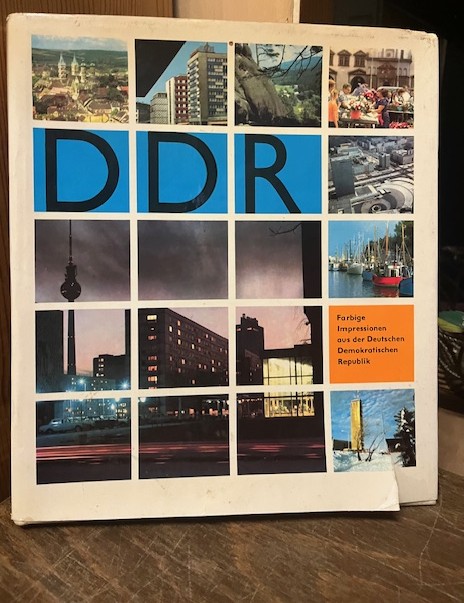 DDR
Farbige
Impressionen
aus der Deutschen
Demokratischen
Republik